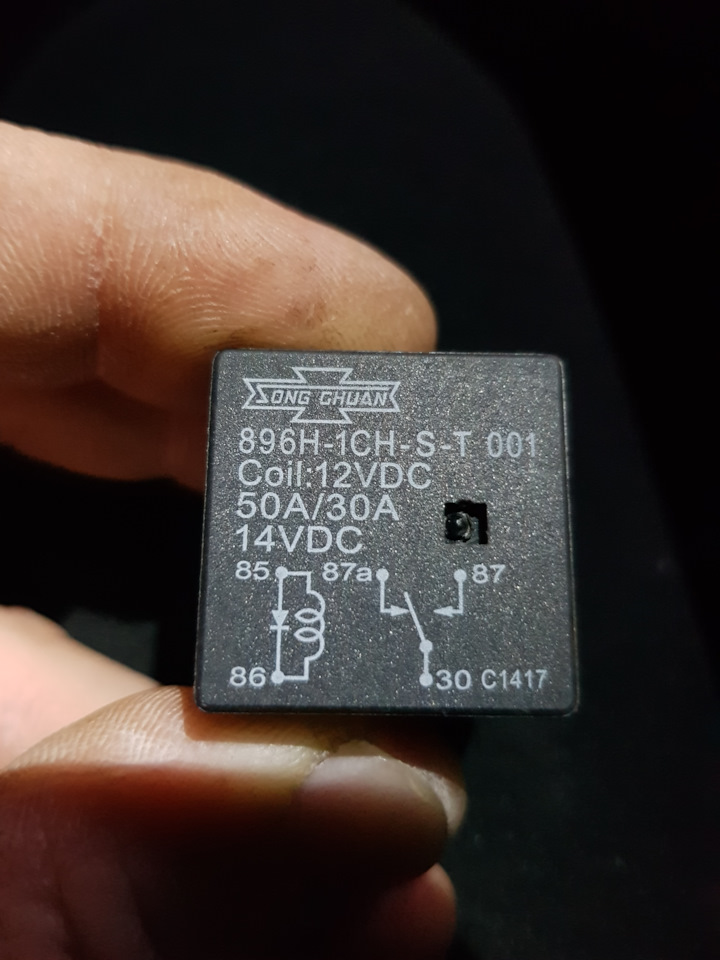 SONG CHUAN
896H-1CH-S-T 001
Coil:12VDC
50A/30A
14VDC
85 87a 87
86 30 C1417